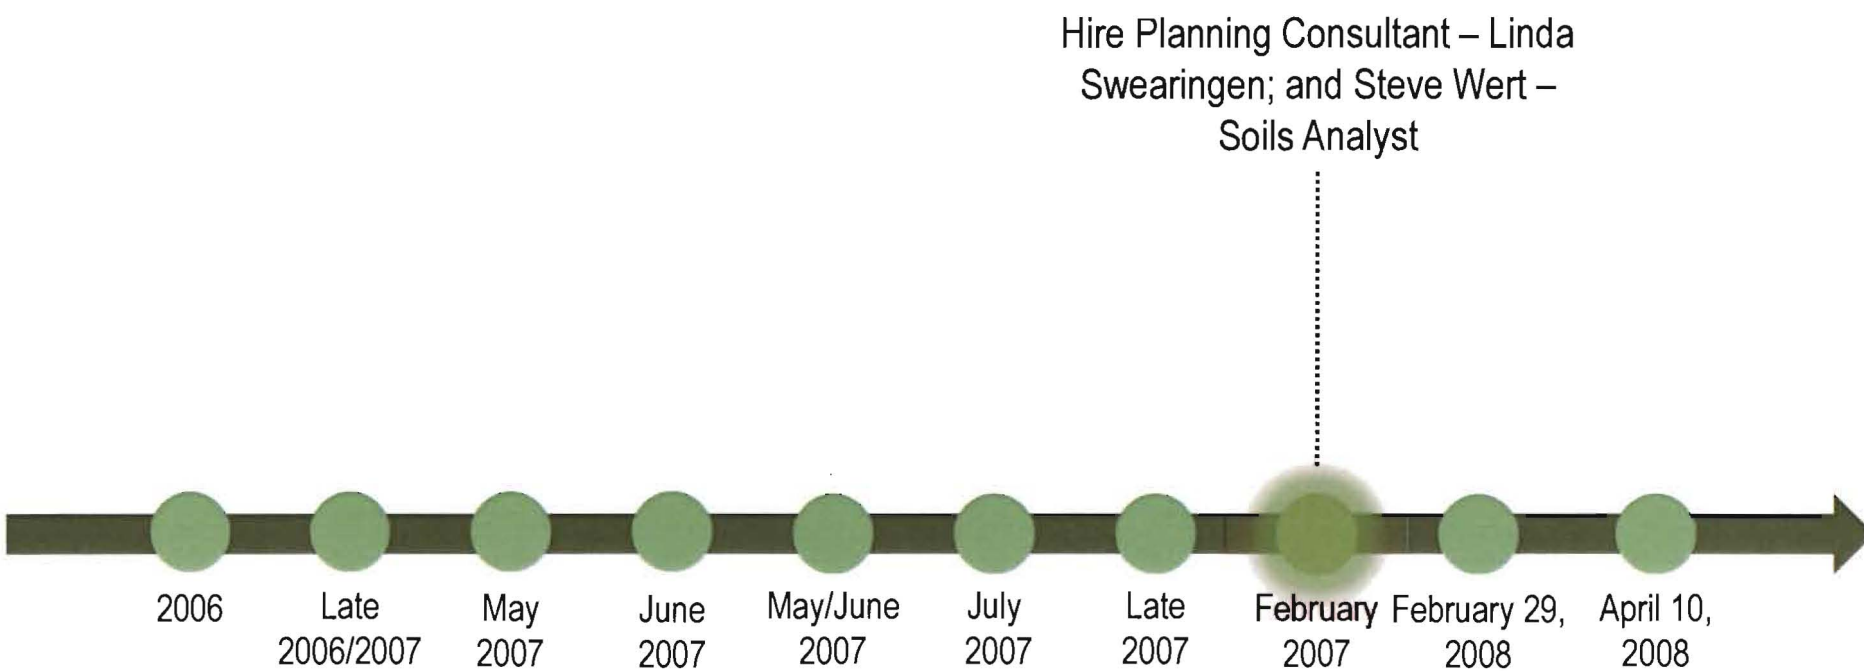 Hire Planning Consultant – Linda
Swearingen; and Steve Wert –
Soils Analyst
2006
Late
2006/2007
May
2007
June
2007
May/June
2007
July
2007
Late
2007
February
2007
February 29,
2008
April 10,
2008